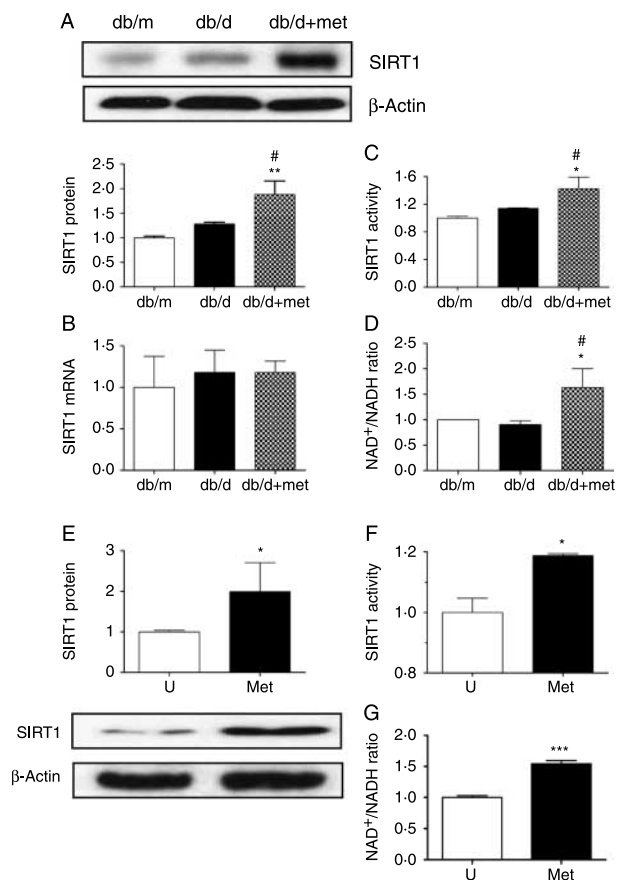 A
db/m db/d db/d+met
SIRT1
β-Actin
SIRT1 protein
2·5
2·0
1·5
1·0
0·5
0·0
#
**
db/m db/d db/d+met
C
SIRT1 activity
1·6
1·2
0·8
0·4
0
#
*
db/m db/d db/d+met
B
SIRT1 mRNA
1·5
1·0
0·5
0·0
db/m db/d db/d+met
D
NAD+/NADH ratio
2·5
2·0
1·5
1·0
0·5
0·0
#
*
db/m db/d db/d+met
E
SIRT1 protein
3
2
1
0
*
U Met
SIRT1
β-Actin
F
SIRT1 activity
1·2
1·0
0·8
*
U Met
G
NAD+/NADH ratio
2·0
1·5
1·0
0·5
0·0
***
U Met